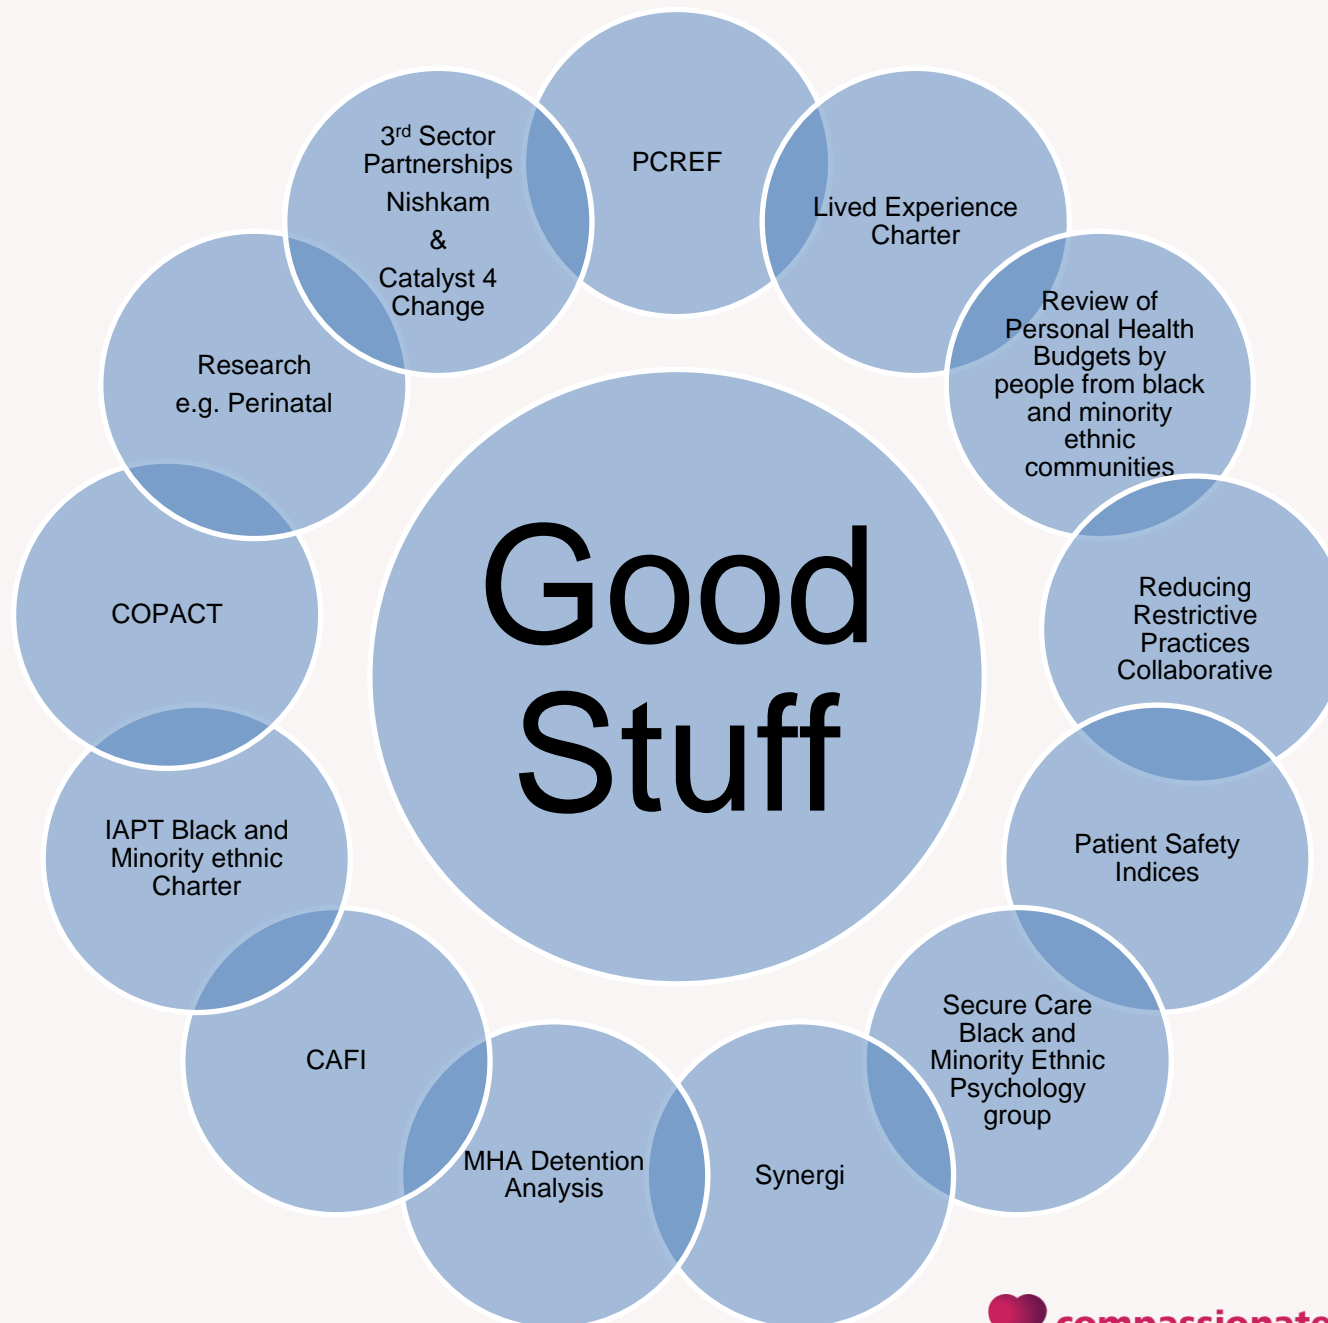 Good
Stuff
PCREF
Lived Experience
Charter
Review of
Personal Health
Budgets by
people from black
and minority
ethnic
communities
Reducing
Restrictive
Practices
Collaborative
Patient Safety
Indices
Secure Care
Black and
Minority Ethnic
Psychology
group
Synergi
MHA Detention
Analysis
CAFI
IAPT Black and
Minority ethnic
Charter
COPACT
Research
e.g. Perinatal
3rd Sector
Partnerships
Nishkam
&
Catalyst 4
Change
compassionate